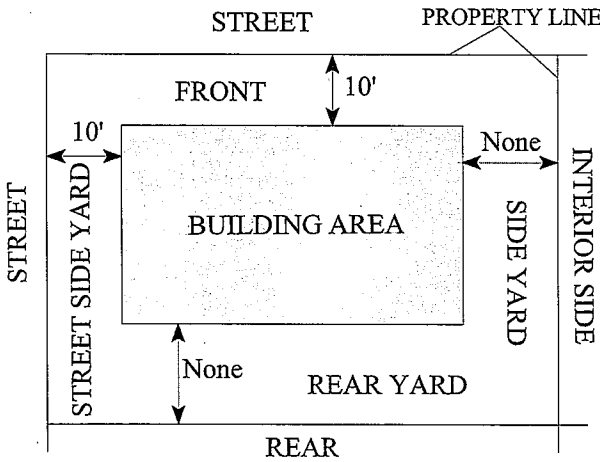 STREET
PROPERTY LINE
FRONT
10'
10'
None
STREET
STREET SIDE YARD
BUILDING AREA
SIDE YARD
INTERIOR SIDE
None
REAR YARD
REAR